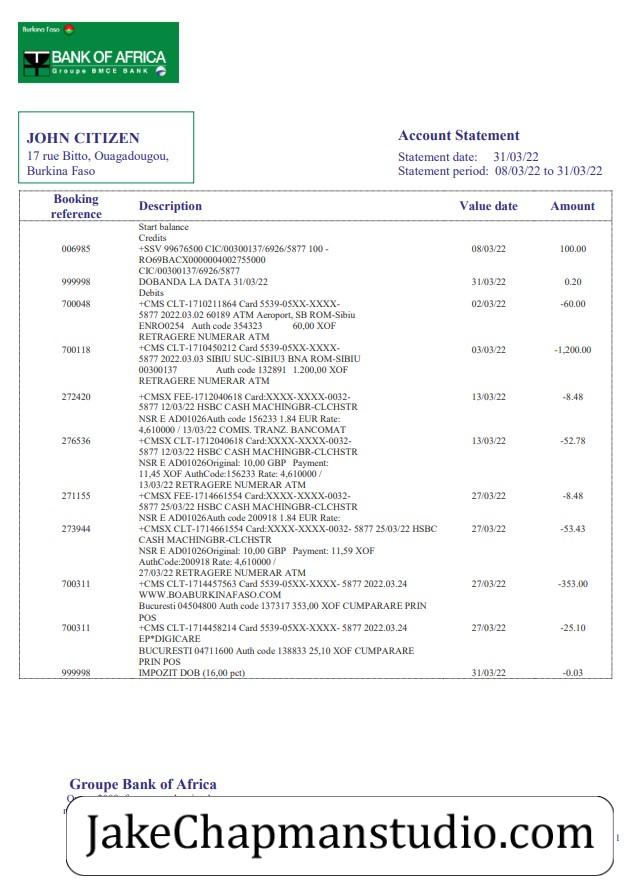 Burkina Faso
BANK OF AFRICA
Groupe BMCE BANK
JOHN CITIZEN
17 rue Bitto, Ouagadougou,
Burkina Faso
Account Statement
Statement date: 31/03/22
Statement period: 08/03/22 to 31/03/22
Booking reference Description Value date Amount
Start balance
Credits
006985 +SSV 99676500 CIC/00300137/6926/5877 100 - 08/03/22 100.00
RO69BACX0000004002755000
CIC/00300137/6926/5877
999998 DOBANDA LA DATA 31/03/22 31/03/22 0.20
Debits
700048 +CMS CLT-1710211864 Card 5539-05XX-XXXX- 02/03/22 -60.00
5877 2022.03.02 60189 ATM Aeroport, SB ROM-Sibiu
ENRO0254 Auth code 354323 60,00 XOF
RETRAGERE NUMERAR ATM
700118 +CMS CLT-1710450212 Card 5539-05XX-XXXX- 03/03/22 -1,200.00
5877 2022.03.03 SIBIU SUC-SIBIU3 BNA ROM-SIBIU
00300137 Auth code 132891 1.200,00 XOF
RETRAGERE NUMERAR ATM
272420 +CMSX FEE-1712040618 Card:XXXX-XXXX-0032- 13/03/22 -8.48
5877 12/03/22 HSBC CASH MACHINGBR-CLCHSTR
NSR E AD01026Auth code 156233 1.84 EUR Rate:
4,610000 / 13/03/22 COMIS. TRANZ. BANCOMAT
276536 +CMSX CLT-1712040618 Card:XXXX-XXXX-0032- 13/03/22 -52.78
5877 12/03/22 HSBC CASH MACHINGBR-CLCHSTR
NSR E AD01026Original: 10,00 GBP Payment:
11,45 XOF AuthCode:156233 Rate: 4,610000 /
13/03/22 RETRAGERE NUMERAR ATM
271155 +CMSX FEE-1714661554 Card:XXXX-XXXX-0032- 27/03/22 -8.48
5877 25/03/22 HSBC CASH MACHINGBR-CLCHSTR
NSR E AD01026Auth code 200918 1.84 EUR Rate:
273944 +CMSX CLT-1714661554 Card:XXXX-XXXX-0032- 5877 25/03/22 HSBC 27/03/22 -53.43
CASH MACHINGBR-CLCHSTR
NSR E AD01026Original: 10,00 GBP Payment: 11,59 XOF
AuthCode:200918 Rate: 4,610000 /
27/03/22 RETRAGERE NUMERAR ATM
700311 +CMS CLT-1714457563 Card 5539-05XX-XXXX- 5877 2022.03.24 27/03/22 -353.00
WWW.BOABURKINAFASO.COM
Bucuresti 04504800 Auth code 137317 353,00 XOF CUMPARARE PRIN
POS
700311 +CMS CLT-1714458214 Card 5539-05XX-XXXX- 5877 2022.03.24 27/03/22 -25.10
EP*DIGICARE
BUCURESTI 04711600 Auth code 138833 25,10 XOF CUMPARARE
PRIN POS
999998 IMPOZIT DOB (16,00 pct) 31/03/22 -0.03
Groupe Bank of Africa
JakeChapmanstudio.com
1